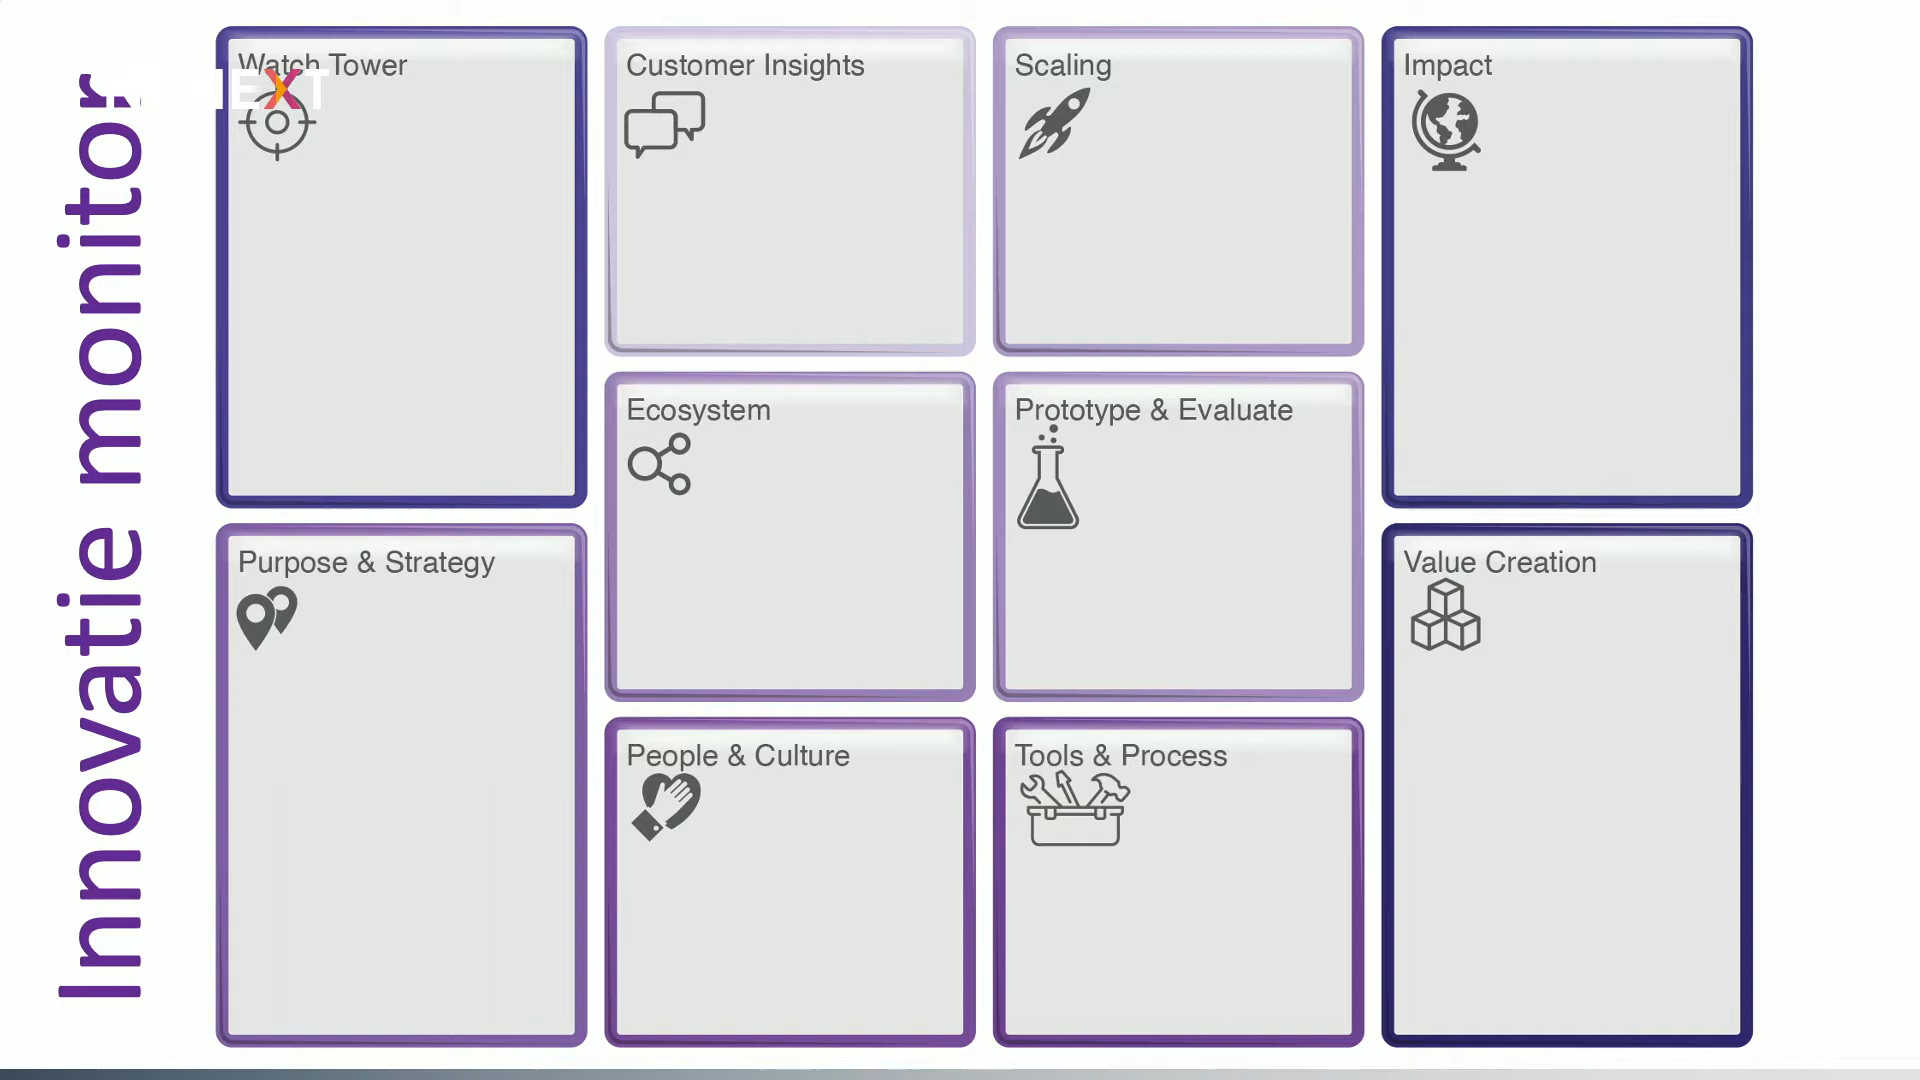 Innovatie monitor
Watch Tower
Customer Insights
Scaling
Impact
Ecosystem
Prototype & Evaluate
Purpose & Strategy
Value Creation
People & Culture
Tools & Process